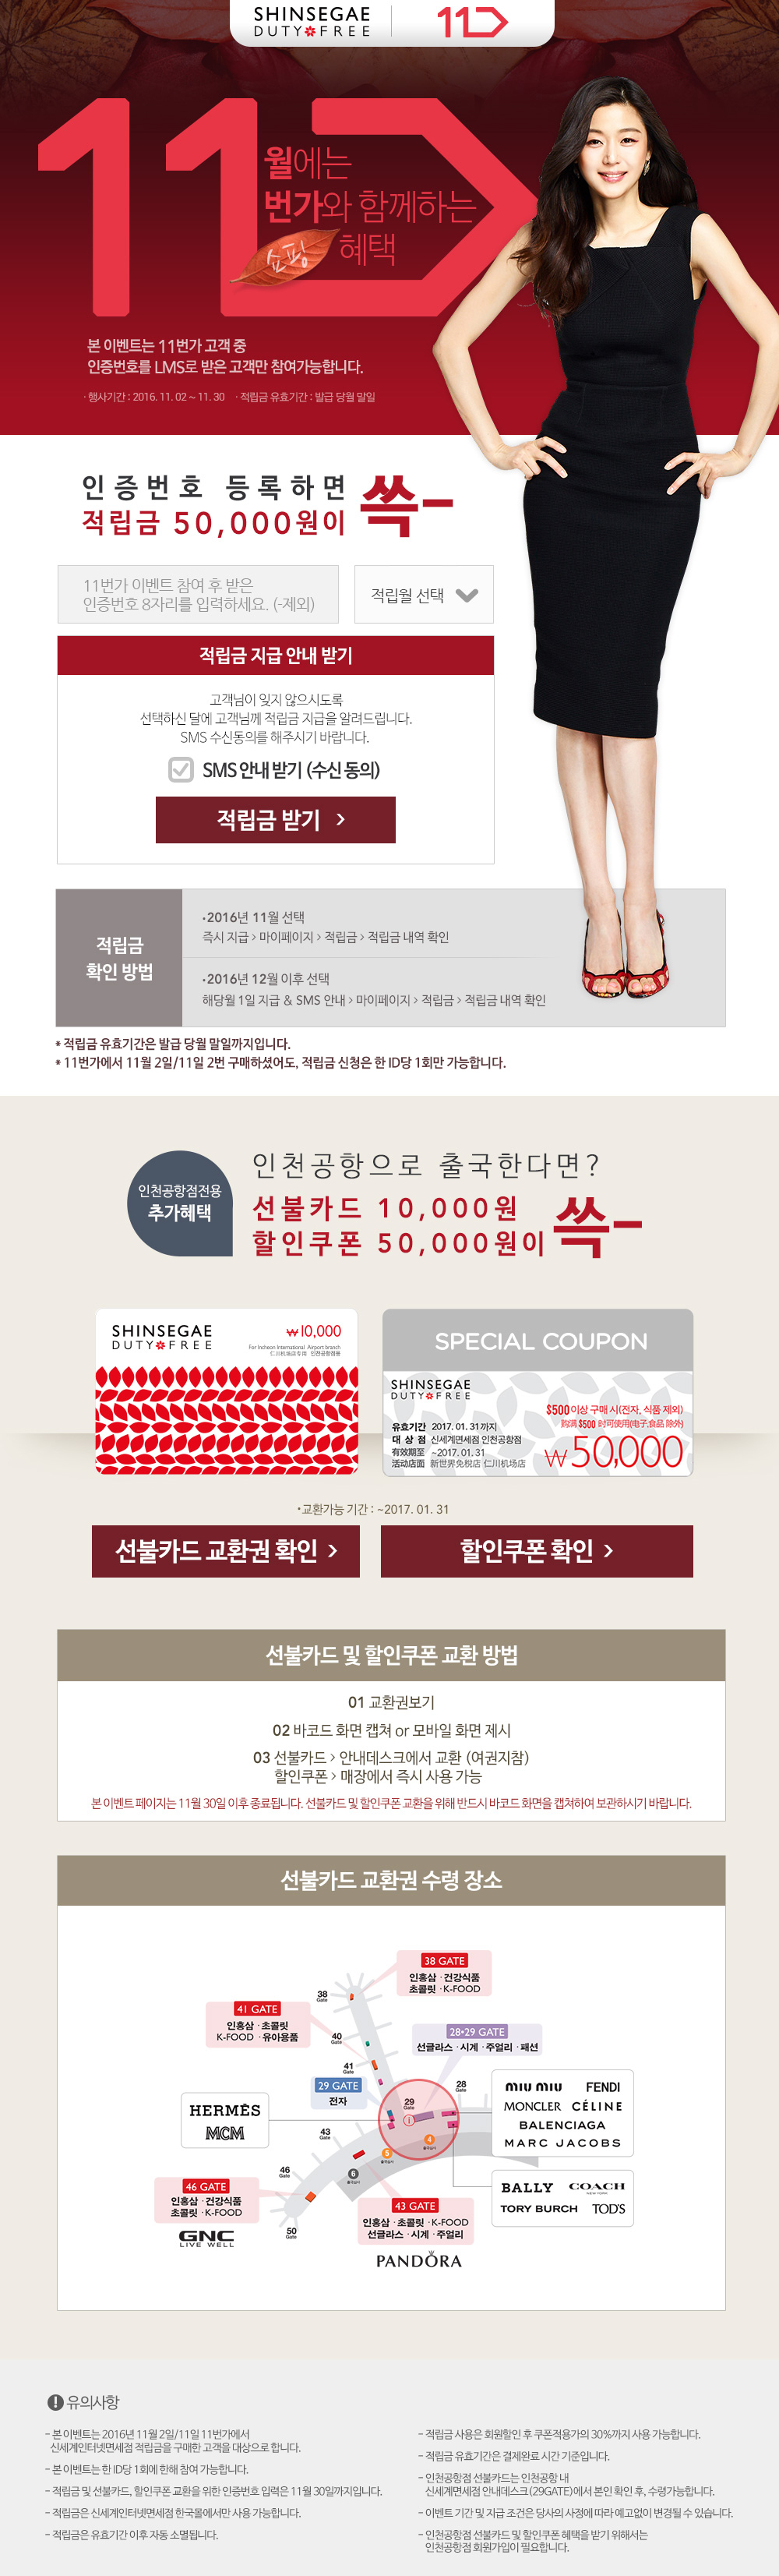 SHINSEGAE
DUTY FREE
11
11
월에는
번가와 함께하는
쇼핑 혜택
본 이벤트는 11번가 고객 중
인증번호를 LMS로 받은 고객만 참여가능합니다.
· 행사기간 : 2016. 11. 02 ~ 11. 30 · 적립금 유효기간 : 발급 당월 말일
인증번호 등록하면
적립금 50,000원이 쏙-
11번가 이벤트 참여 후 받은
인증번호 8자리를 입력하세요. (-제외)
적립월 선택
적립금 지급 안내 받기
고객님이 잊지 않으시도록
선택하신 달에 고객님께 적립금 지급을 알려드립니다.
SMS 수신동의를 해주시기 바랍니다.
SMS 안내 받기 (수신 동의)
적립금 받기 >
적립금
확인 방법
· 2016년 11월 선택
즉시 지급 > 마이페이지 > 적립금 > 적립금 내역 확인
· 2016년 12월 이후 선택
해당월 1일 지급 & SMS 안내 > 마이페이지 > 적립금 > 적립금 내역 확인
* 적립금 유효기간은 발급 당월 말일까지입니다.
* 11번가에서 11월 2일/11일 2번 구매하셨어도, 적립금 신청은 한 ID당 1회만 가능합니다.
인천공항점전용
추가혜택
인천공항으로 출국한다면?
선불카드 10,000원
할인쿠폰 50,000원이 쏙-
SHINSEGAE
DUTY FREE
₩10,000
For Incheon International Airport branch
仁川机场店专用 인천공항점용
SPECIAL COUPON
SHINSEGAE
DUTY FREE
$500이상 구매 시(전자, 식품 제외)
购满 $500 时可使用(电子,食品 除外)
유효기간 2017. 01. 31까지
대 상 점 신세계면세점 인천공항점
有效期至 ~2017. 01. 31
活动店面 新世界免税店 仁川机场店
₩50,000
· 교환가능 기간 : ~2017. 01. 31
선불카드 교환권 확인 >
할인쿠폰 확인 >
선불카드 및 할인쿠폰 교환 방법
01 교환권보기
02 바코드 화면 캡쳐 or 모바일 화면 제시
03 선불카드 > 안내데스크에서 교환 (여권지참)
할인쿠폰 > 매장에서 즉시 사용 가능
본 이벤트 페이지는 11월 30일 이후 종료됩니다. 선불카드 및 할인쿠폰 교환을 위해 반드시 바코드 화면을 캡쳐하여 보관하시기 바랍니다.
선불카드 교환권 수령 장소
38 GATE
인홍삼 · 건강식품
초콜릿 · K-FOOD
38
Gate
41 GATE
인홍삼 · 초콜릿
K-FOOD · 유아용품
40
Gate
28·29 GATE
선글라스 · 시계 · 주얼리 · 패션
41
Gate
29 GATE
전자
28
Gate
29
Gate
i
miu miu FENDI
MONCLER CÉLINE
BALENCIAGA
MARC JACOBS
HERMÈS
MCM
43
Gate
4
5
6
46
Gate
46 GATE
인홍삼 · 건강식품
초콜릿 · K-FOOD
GNC
LIVE WELL
50
Gate
43 GATE
인홍삼 · 초콜릿 · K-FOOD
선글라스 · 시계 · 주얼리
PANDORA
BALLY COACH
NEW YORK
TORY BURCH TOD'S
유의사항
- 본 이벤트는 2016년 11월 2일/11일 11번가에서
신세계인터넷면세점 적립금을 구매한 고객을 대상으로 합니다.
- 본 이벤트는 한 ID당 1회에 한해 참여 가능합니다.
- 적립금 및 선불카드, 할인쿠폰 교환을 위한 인증번호 입력은 11월 30일까지입니다.
- 적립금은 신세계인터넷면세점 한국몰에서만 사용 가능합니다.
- 적립금은 유효기간 이후 자동 소멸됩니다.
- 적립금 사용은 회원할인 후 쿠폰적용가의 30%까지 사용 가능합니다.
- 적립금 유효기간은 결제완료 시간 기준입니다.
- 인천공항점 선불카드는 인천공항 내
신세계면세점 안내데스크(29GATE)에서 본인 확인 후, 수령가능합니다.
- 이벤트 기간 및 지급 조건은 당사의 사정에 따라 예고없이 변경될 수 있습니다.
- 인천공항점 선불카드 및 할인쿠폰 혜택을 받기 위해서는
인천공항점 회원가입이 필요합니다.